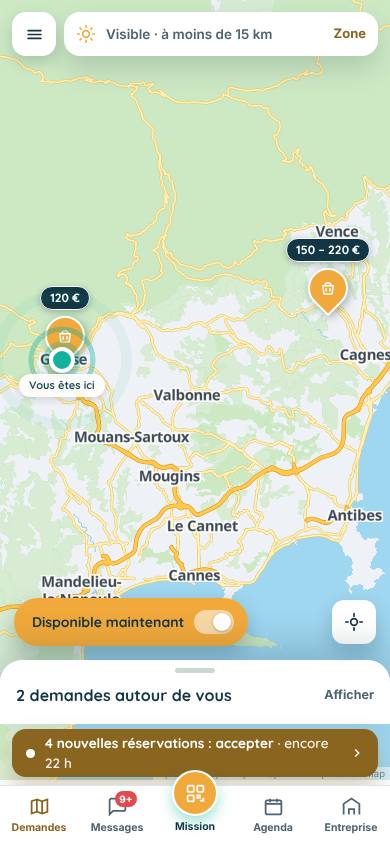 Visible · à moins de 15 km
Zone
Vence
150 – 220 €
120 €
Cagnes
Vous êtes ici
Valbonne
Mouans-Sartoux
Mougins
Antibes
Le Cannet
Cannes
Mandelieu-
Disponible maintenant
2 demandes autour de vous
Afficher
4 nouvelles réservations : accepter · encore
22 h
9+
Demandes
Messages
Mission
Agenda
Entreprise